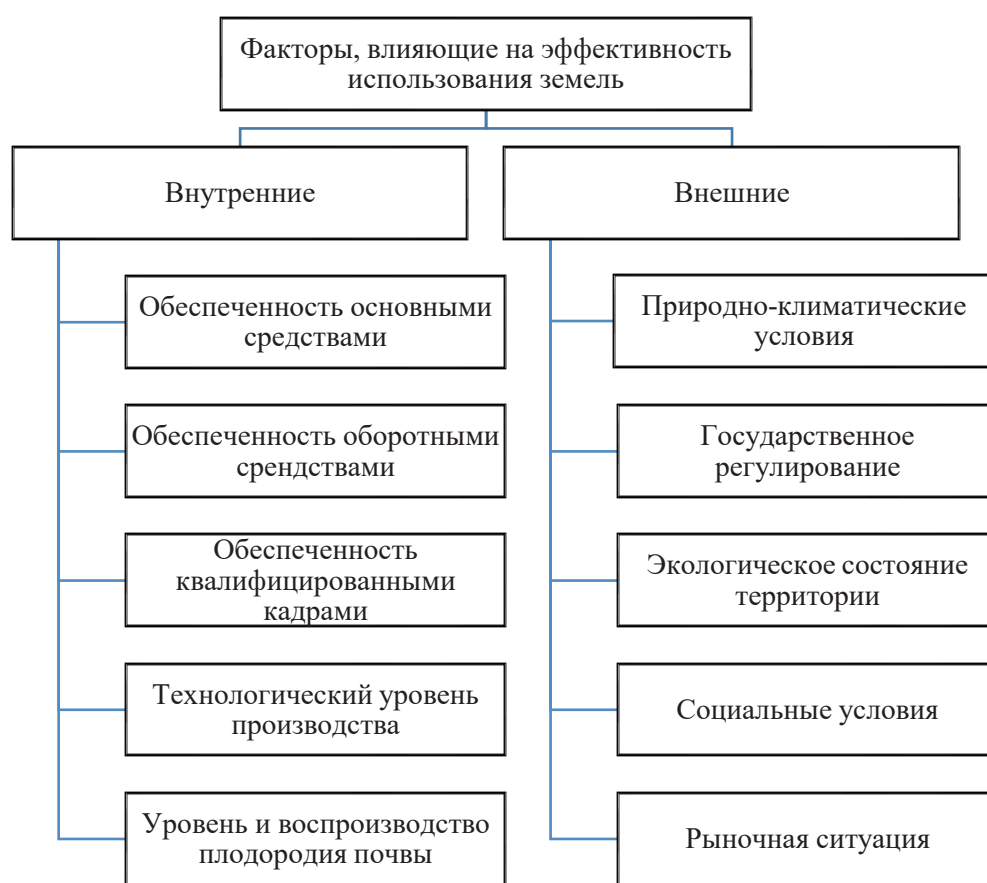 Факторы, влияющие на эффективность
использования земель
Внутренние
Внешние
Обеспеченность основными
средствами
Обеспеченность оборотными
срендствами
Обеспеченность
квалифицированными
кадрами
Технологический уровень
производства
Уровень и воспроизводство
плодородия почвы
Природно-климатические
условия
Государственное
регулирование
Экологическое состояние
территории
Социальные условия
Рыночная ситуация